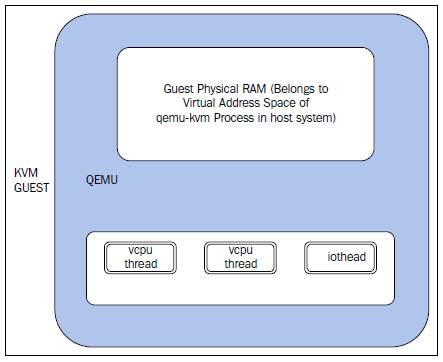 Guest Physical RAM (Belongs to
Virtual Address Space of
qemu-kvm Process in host system)
KVM
GUEST
QEMU
vcpu
thread
vcpu
thread
iothead